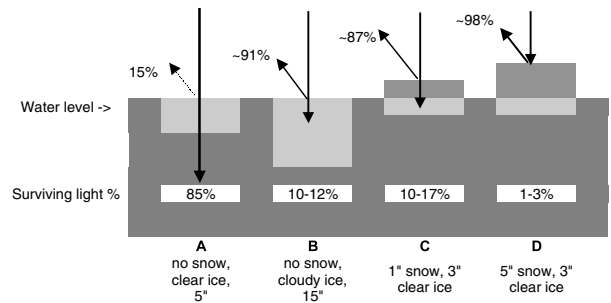 15%
~91%
~87%
~98%
Water level ->
Surviving light %
85%
10-12%
10-17%
1-3%
A
no snow,
clear ice,
5"
B
no snow,
cloudy ice,
15"
C
1" snow, 3"
clear ice
D
5" snow, 3"
clear ice